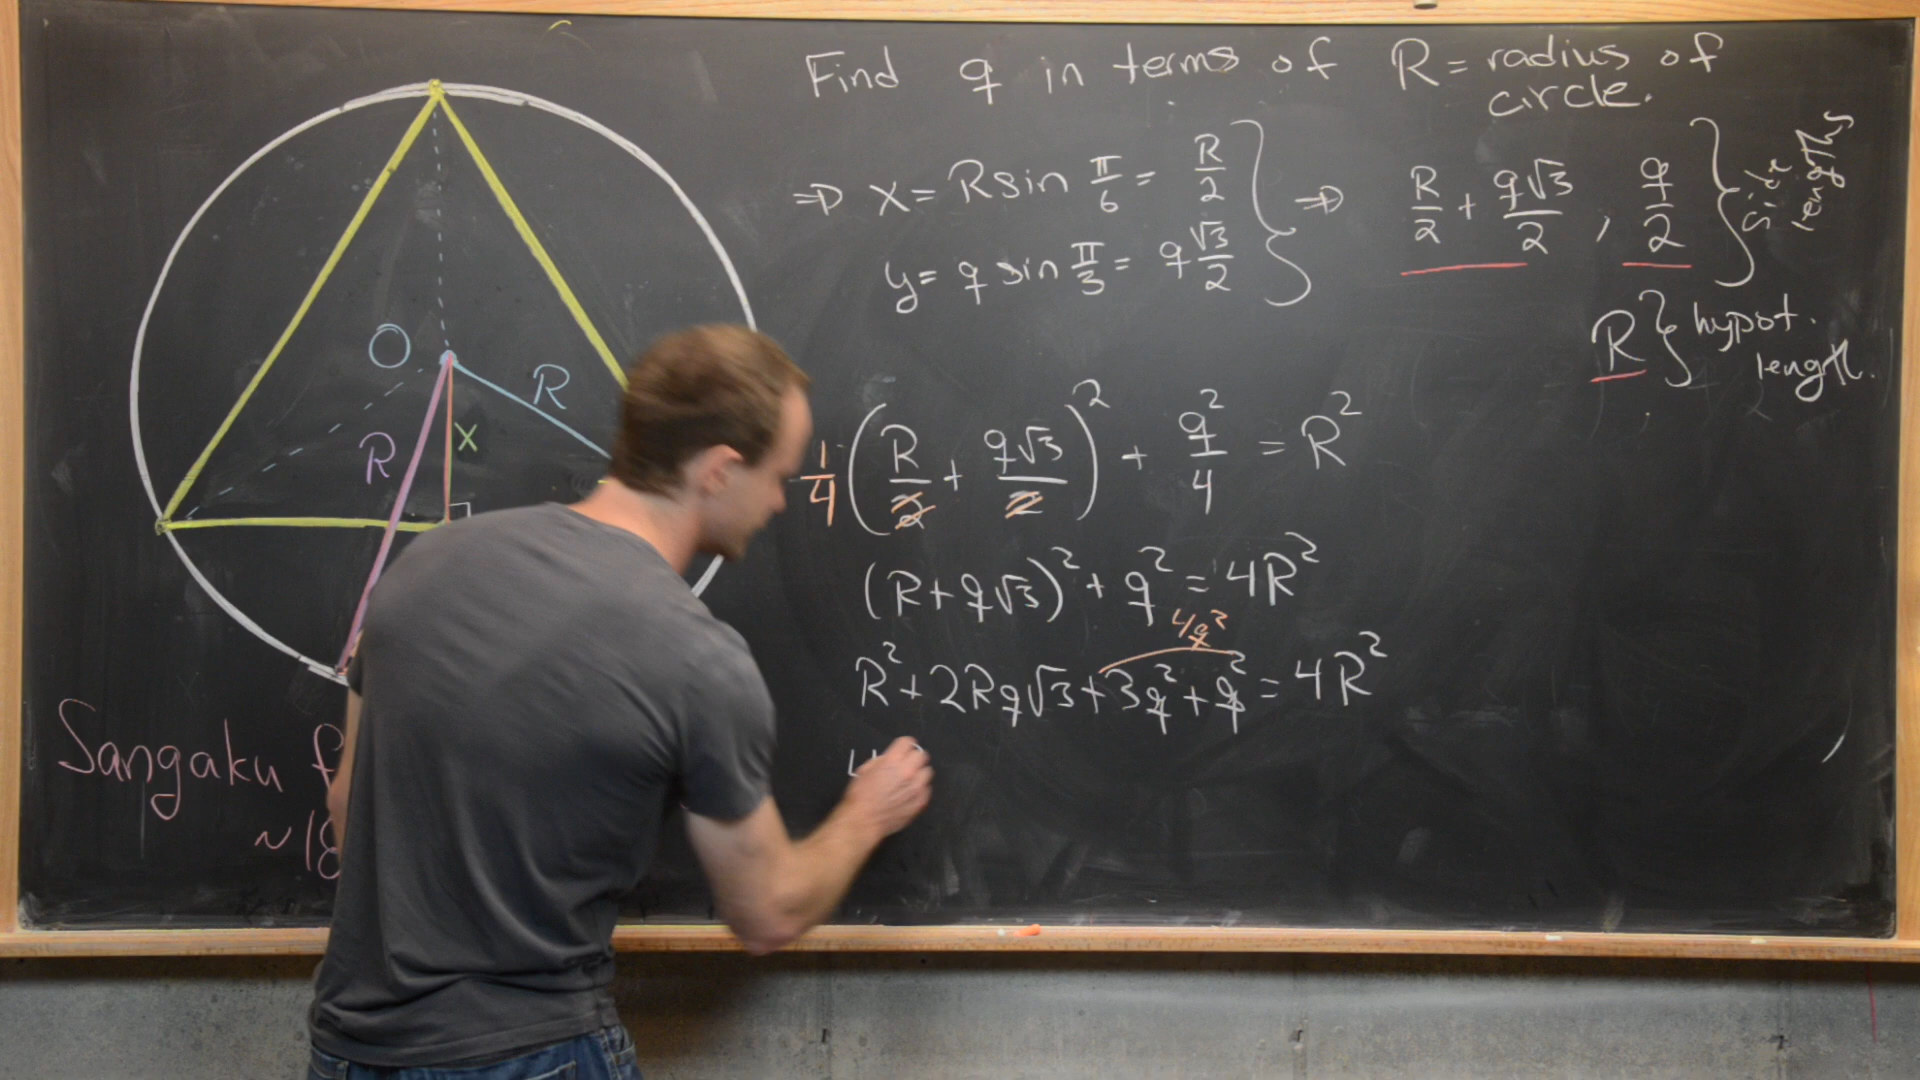 Find q in terms of R = radius of circle.
⇒ x = R sin π/6 = R/2
y = q sin π/3 = q √3/2
⇒ R/2 + q√3/2 , q/2 } side lengths
R } hypot. length.
1/4 (R/2 + q√3/2)² + q²/4 = R²
(R + q√3)² + q² = 4R²
4q²
R² + 2Rq√3 + 3q² + q² = 4R²
4
O
R
x
R
Sangaku
~18